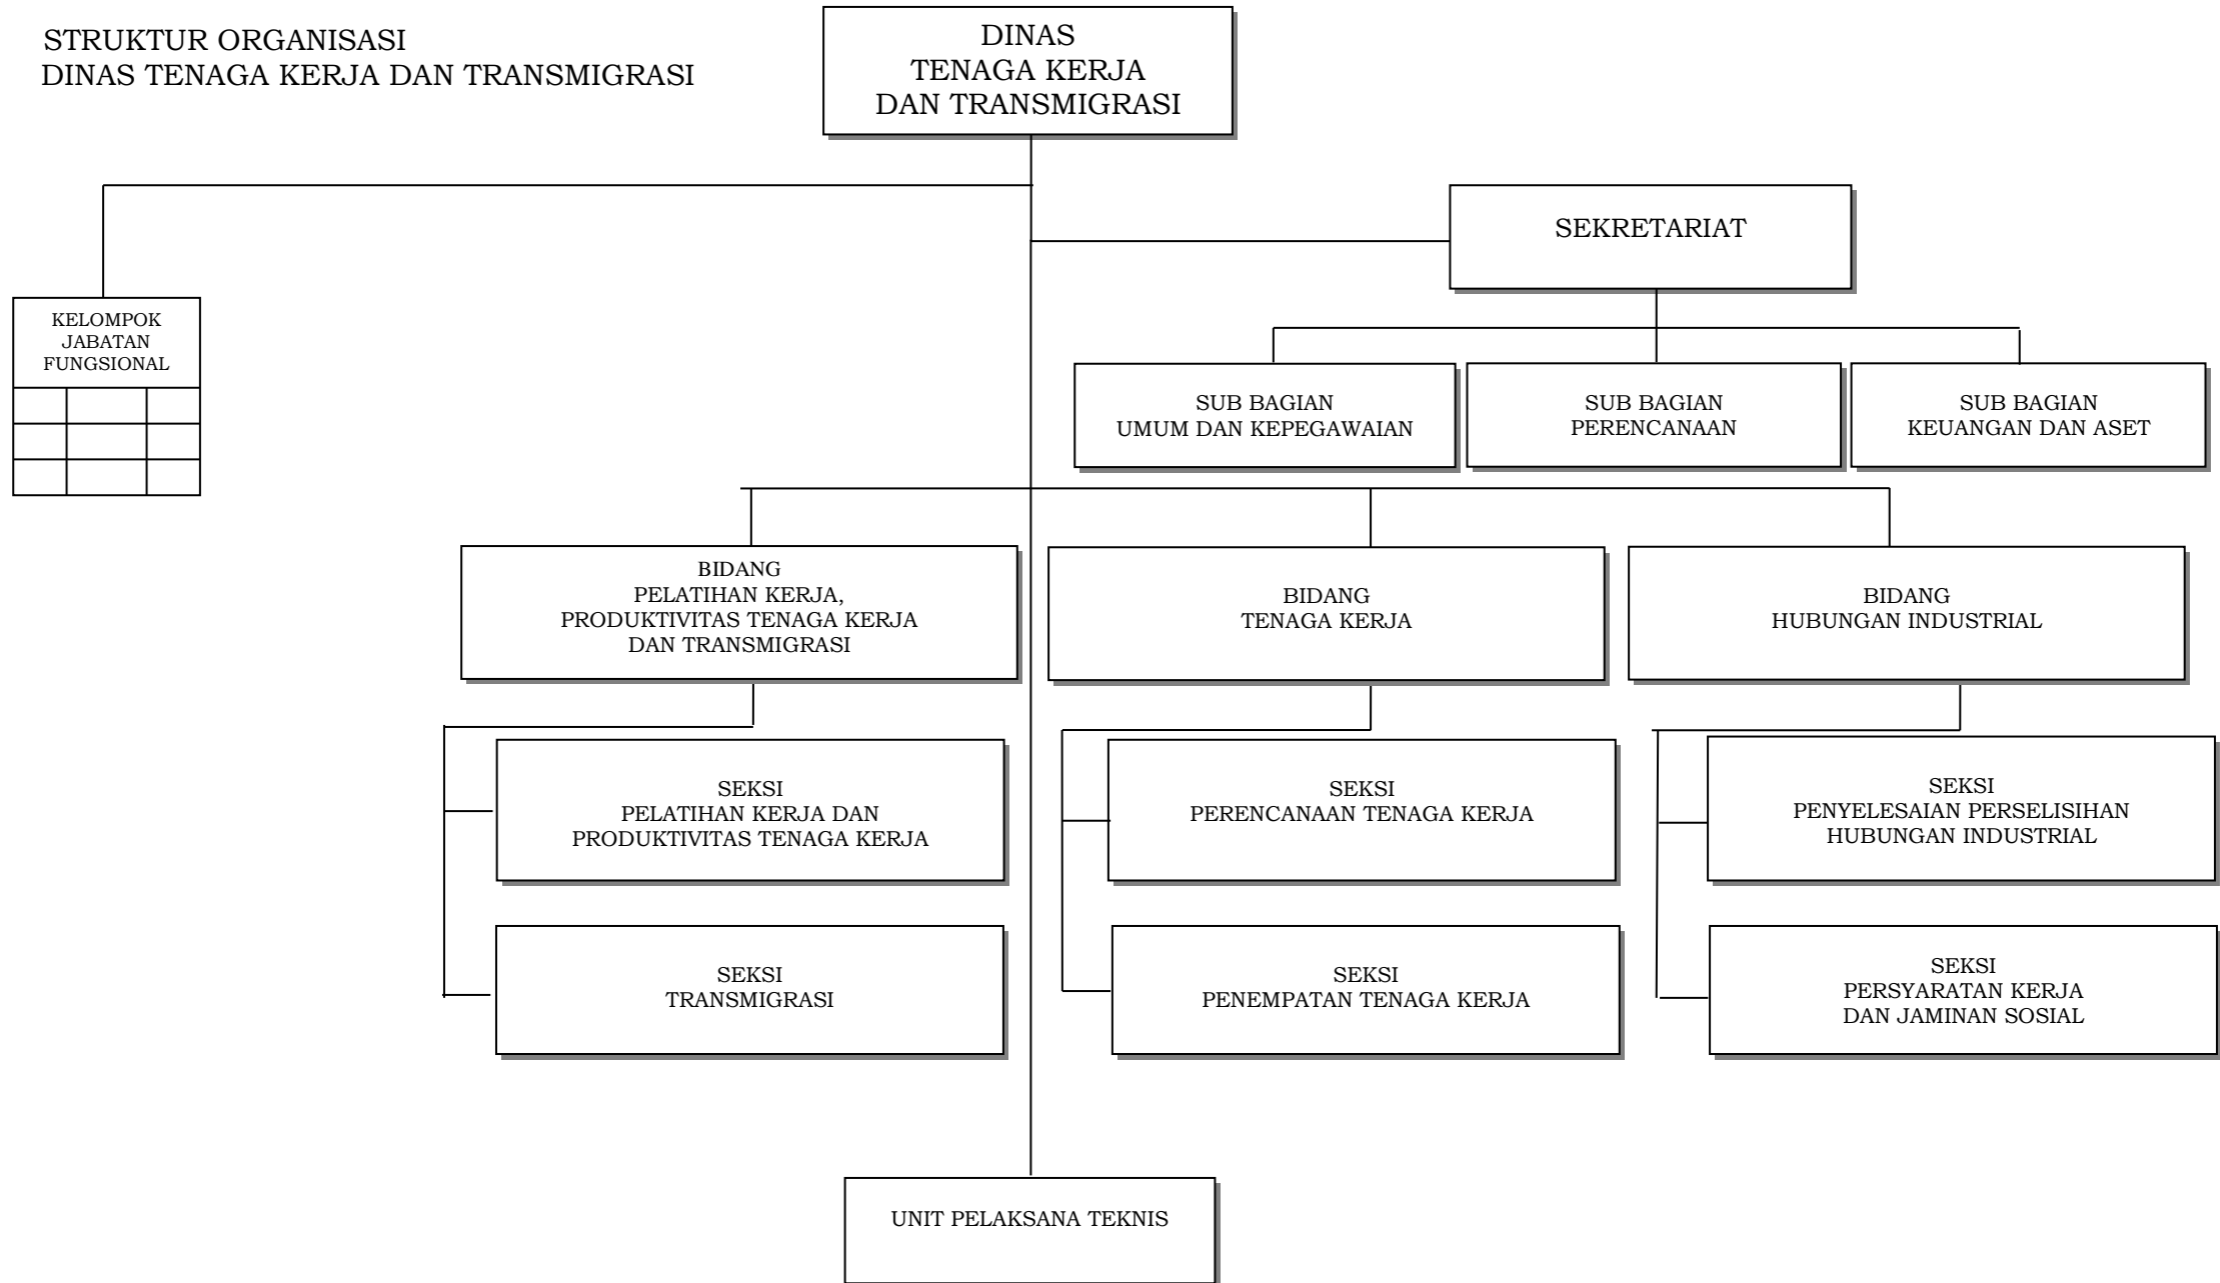 STRUKTUR ORGANISASI
DINAS TENAGA KERJA DAN TRANSMIGRASI
DINAS
TENAGA KERJA
DAN TRANSMIGRASI
SEKRETARIAT
KELOMPOK
JABATAN
FUNGSIONAL
SUB BAGIAN
UMUM DAN KEPEGAWAIAN
SUB BAGIAN
PERENCANAAN
SUB BAGIAN
KEUANGAN DAN ASET
BIDANG
PELATIHAN KERJA,
PRODUKTIVITAS TENAGA KERJA
DAN TRANSMIGRASI
BIDANG
TENAGA KERJA
BIDANG
HUBUNGAN INDUSTRIAL
SEKSI
PELATIHAN KERJA DAN
PRODUKTIVITAS TENAGA KERJA
SEKSI
PERENCANAAN TENAGA KERJA
SEKSI
PENYELESAIAN PERSELISIHAN
HUBUNGAN INDUSTRIAL
SEKSI
TRANSMIGRASI
SEKSI
PENEMPATAN TENAGA KERJA
SEKSI
PERSYARATAN KERJA
DAN JAMINAN SOSIAL
UNIT PELAKSANA TEKNIS